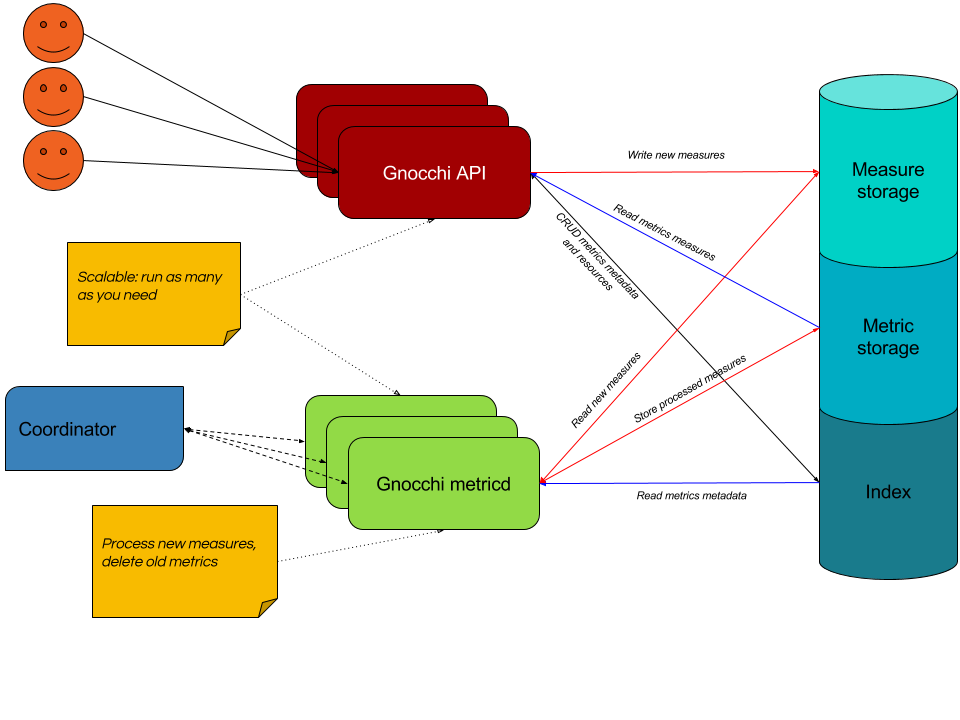 Gnocchi API
Write new measures
Measure
storage
Read metrics measures
CRUD metrics metadata
and resources
Scalable: run as many
as you need
Metric
storage
Read new measures
Store processed measures
Coordinator
Gnocchi metricd
Read metrics metadata
Index
Process new measures,
delete old metrics